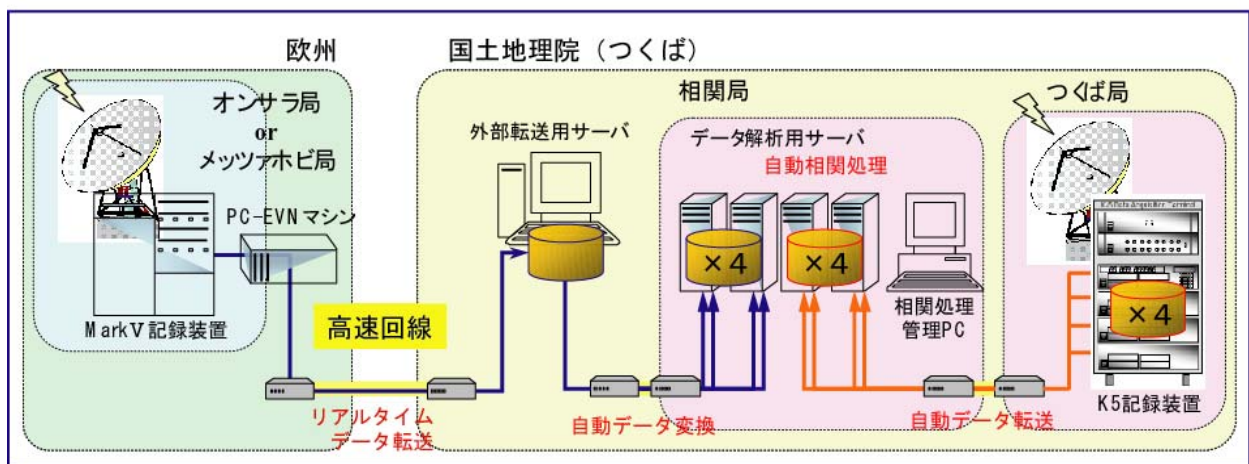 欧州
国土地理院（つくば）
オンサラ局
or
メッツァホビ局
PC-EVNマシン
MarkⅤ記録装置
高速回線
リアルタイム
データ転送
相関局
外部転送用サーバ
データ解析用サーバ
自動相関処理
×4
×4
相関処理
管理PC
自動データ変換
自動データ転送
つくば局
K5 Data Acquisition Terminal
×4
K5記録装置